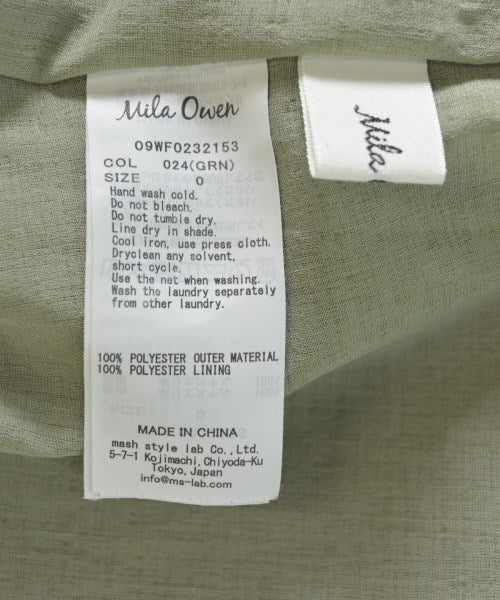 Mila Owen
09WF0232153
COL 024(GRN)
SIZE 0
Hand wash cold.
Do not bleach.
Do not tumble dry.
Line dry in shade.
Cool iron, use press cloth.
Dryclean any solvent,
short cycle.
Use the net when washing.
Wash the laundry separately
from other laundry.
100% POLYESTER OUTER MATERIAL
100% POLYESTER LINING
MADE IN CHINA
mash style lab Co.,Ltd.
5-7-1 Kojimachi,Chiyoda-Ku
Tokyo,Japan
info@ms-lab.com
Mila